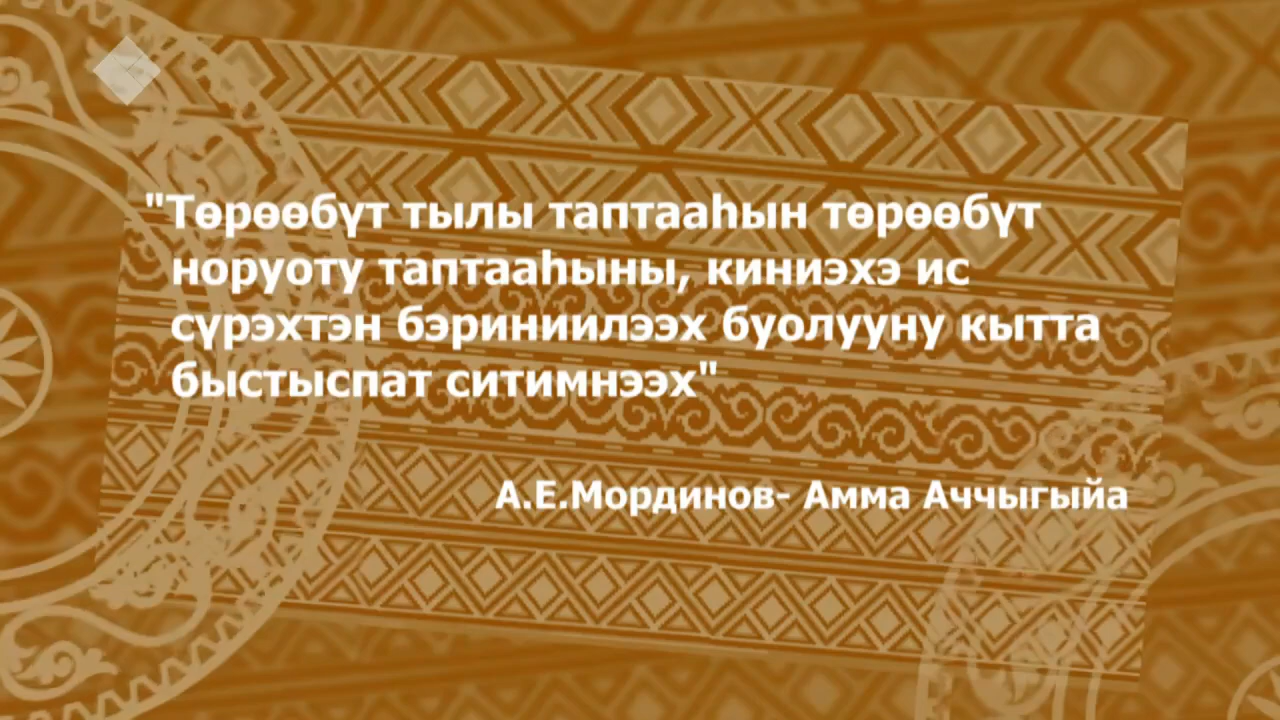 "Төрөөбүт тылы таптааһын төрөөбүт
норуоту таптааһыны, киниэхэ ис
сүрэхтэн бэриниилээх буолууну кытта
быстыспат ситимнээх"
А.Е.Мординов- Амма Аччыгыйа